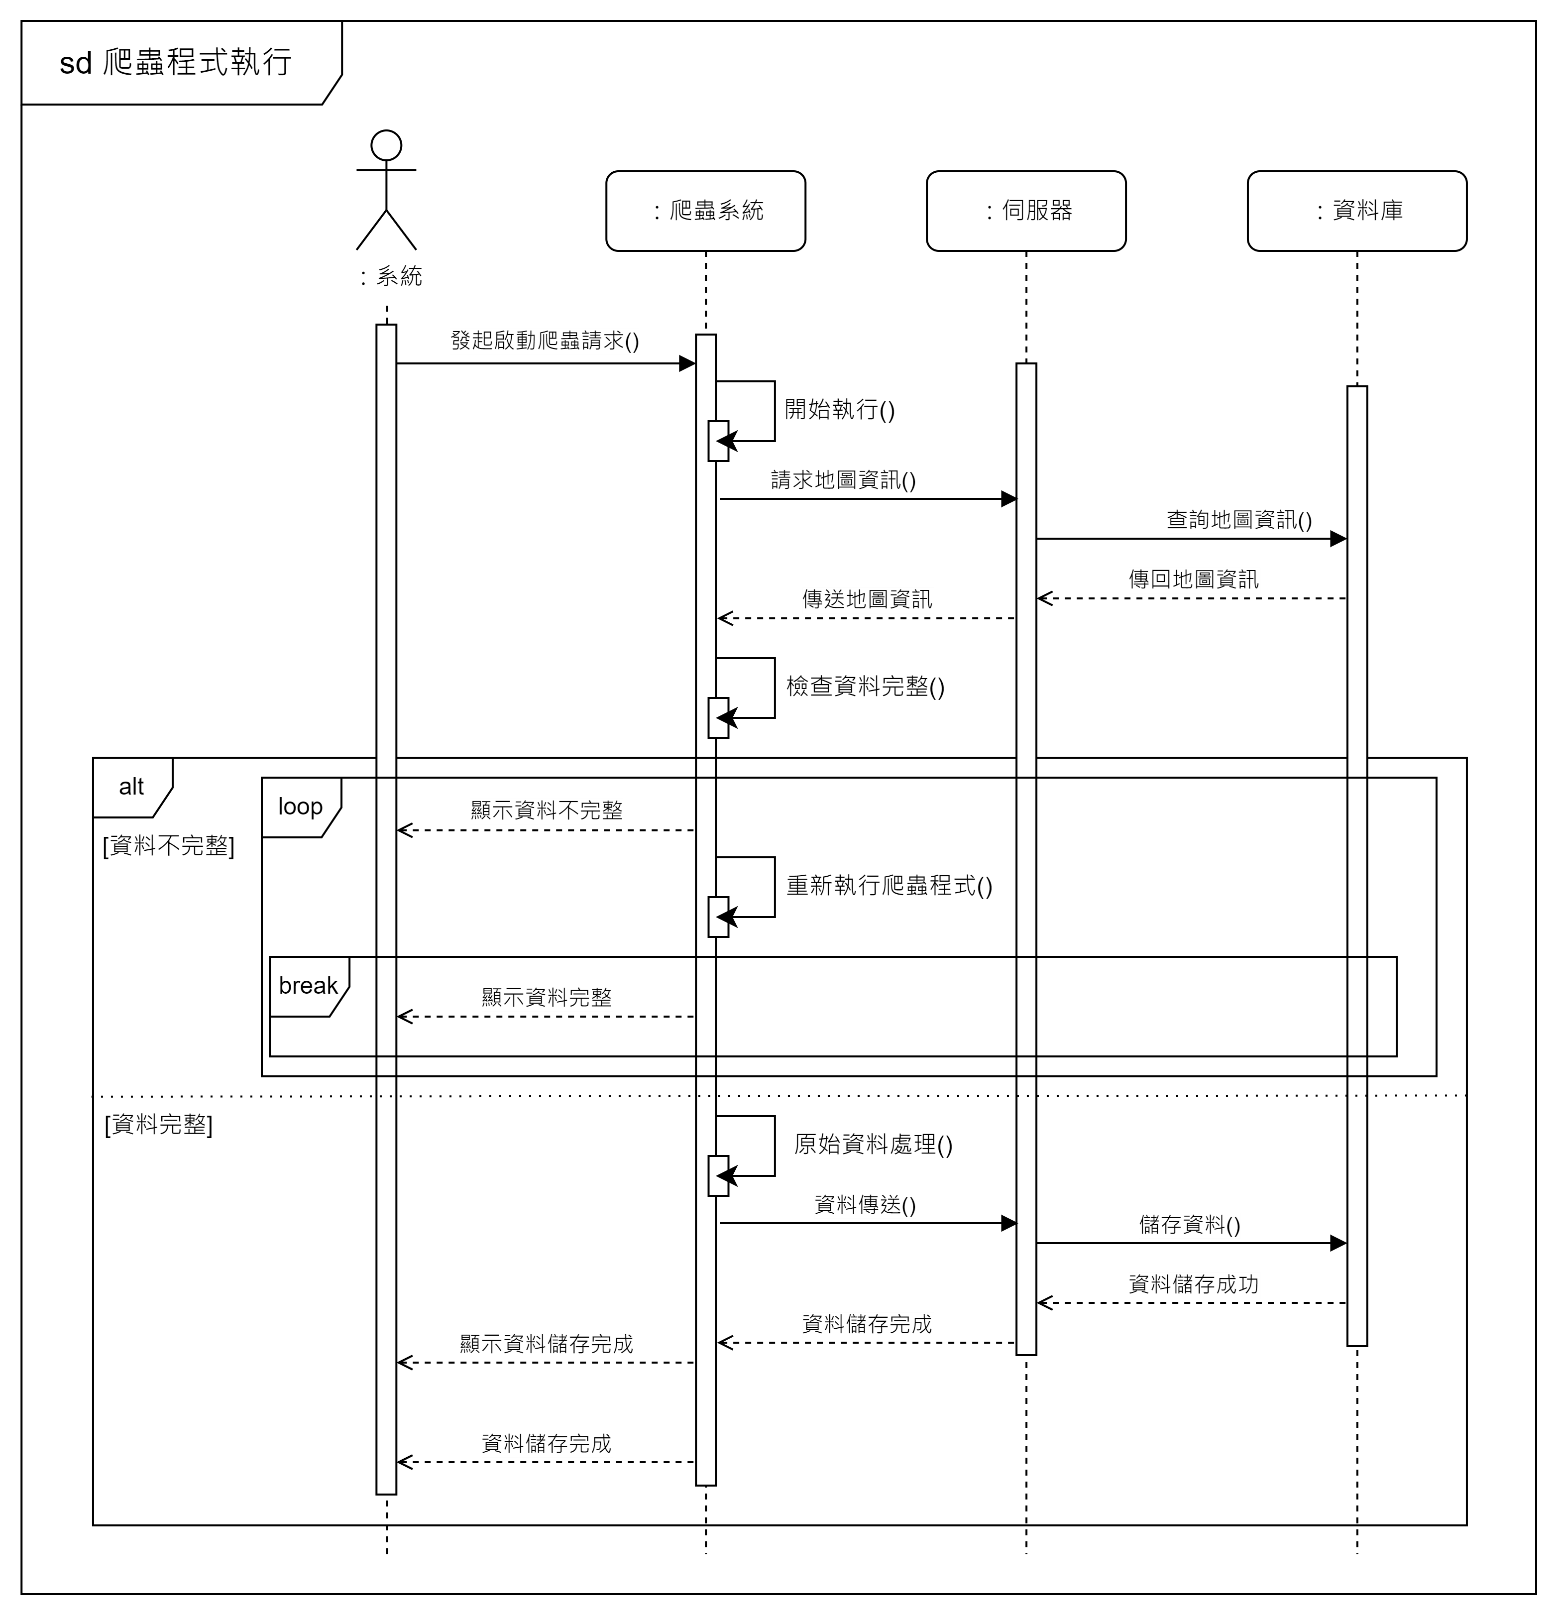 sd 爬蟲程式執行
: 系統
: 爬蟲系統
: 伺服器
: 資料庫
發起啟動爬蟲請求()
開始執行()
請求地圖資訊()
查詢地圖資訊()
傳回地圖資訊
傳送地圖資訊
檢查資料完整()
alt
loop
[資料不完整]
顯示資料不完整
重新執行爬蟲程式()
break
顯示資料完整
[資料完整]
原始資料處理()
資料傳送()
儲存資料()
資料儲存成功
資料儲存完成
顯示資料儲存完成
資料儲存完成